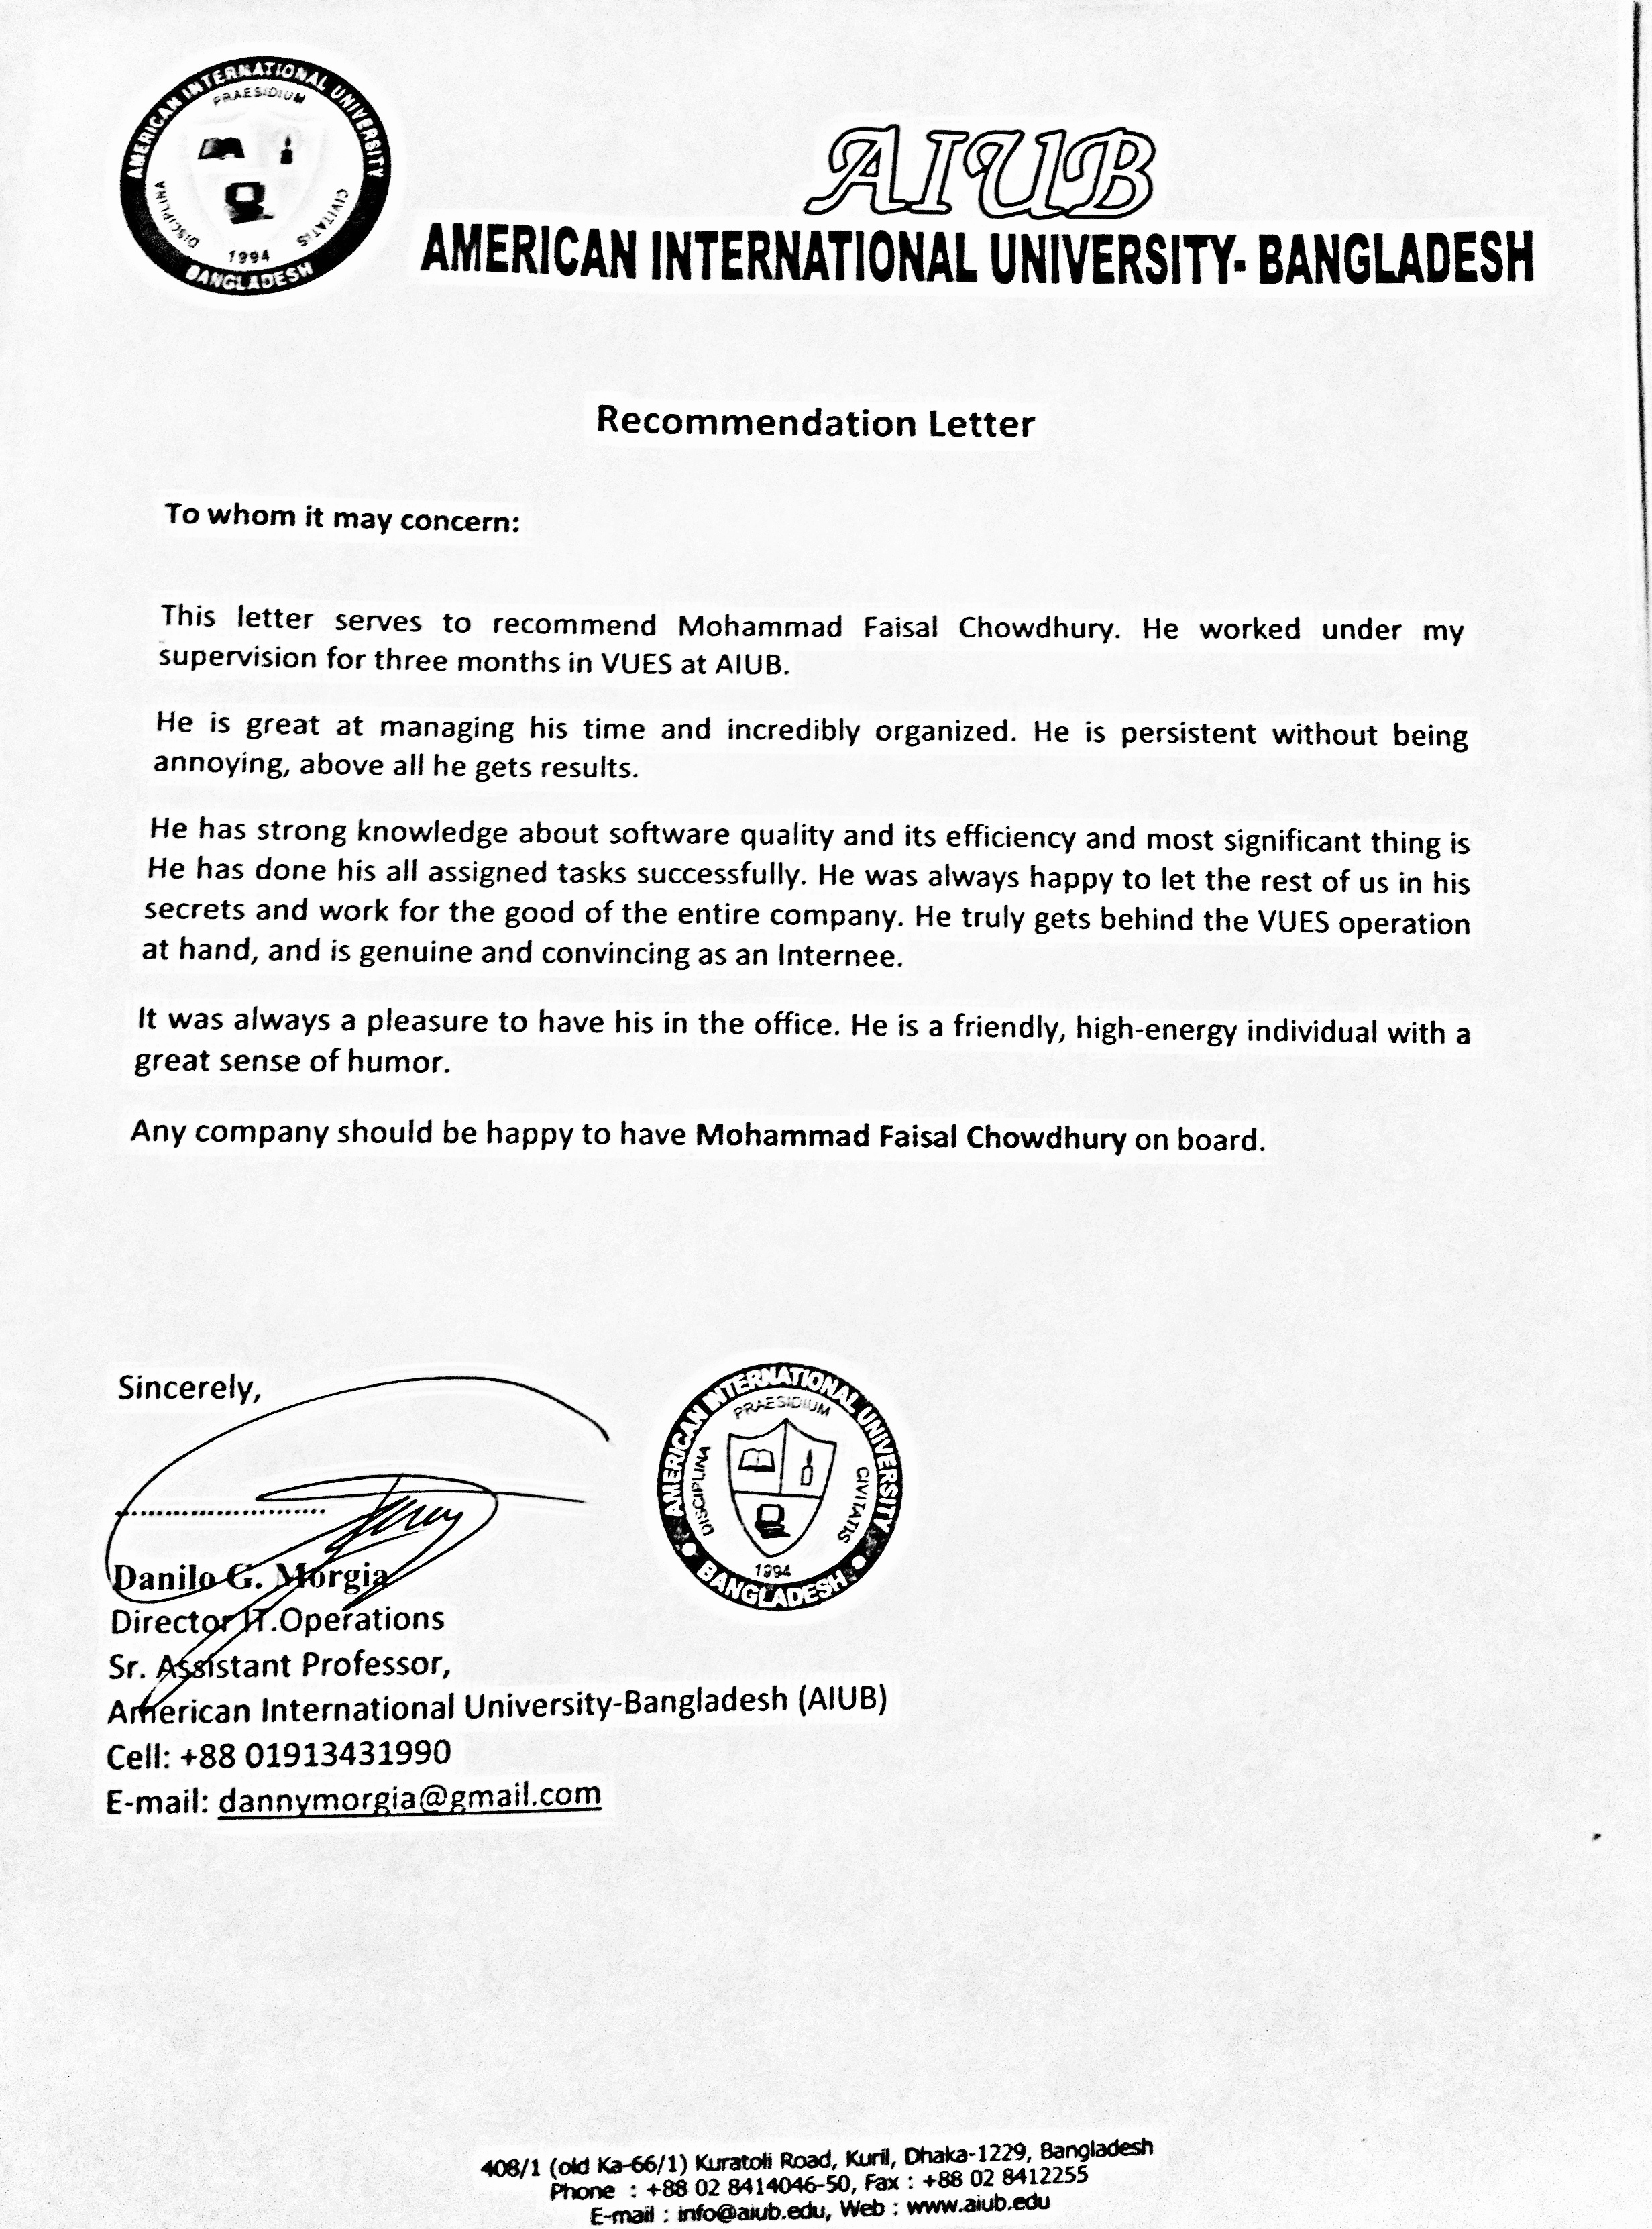 AMERICAN INTERNATIONAL UNIVERSITY
PRAESIDIUM
DISCIPLINA
CIVITATIS
1994
BANGLADESH
AIUB
AMERICAN INTERNATIONAL UNIVERSITY- BANGLADESH
Recommendation Letter
To whom it may concern:
This letter serves to recommend Mohammad Faisal Chowdhury. He worked under my
supervision for three months in VUES at AIUB.
He is great at managing his time and incredibly organized. He is persistent without being
annoying, above all he gets results.
He has strong knowledge about software quality and its efficiency and most significant thing is
He has done his all assigned tasks successfully. He was always happy to let the rest of us in his
secrets and work for the good of the entire company. He truly gets behind the VUES operation
at hand, and is genuine and convincing as an Internee.
It was always a pleasure to have his in the office. He is a friendly, high-energy individual with a
great sense of humor.
Any company should be happy to have Mohammad Faisal Chowdhury on board.
Sincerely,
AMERICAN INTERNATIONAL UNIVERSITY
PRAESIDIUM
DISCIPLINA
CIVITATIS
1994
BANGLADESH
Danilo G. Morgia
Director IT.Operations
Sr. Assistant Professor,
American International University-Bangladesh (AIUB)
Cell: +88 01913431990
E-mail: dannymorgia@gmail.com
408/1 (old Ka-66/1) Kuratoli Road, Kuril, Dhaka-1229, Bangladesh
Phone : +88 02 8414046-50, Fax : +88 02 8412255
E-mail : info@aiub.edu, Web : www.aiub.edu